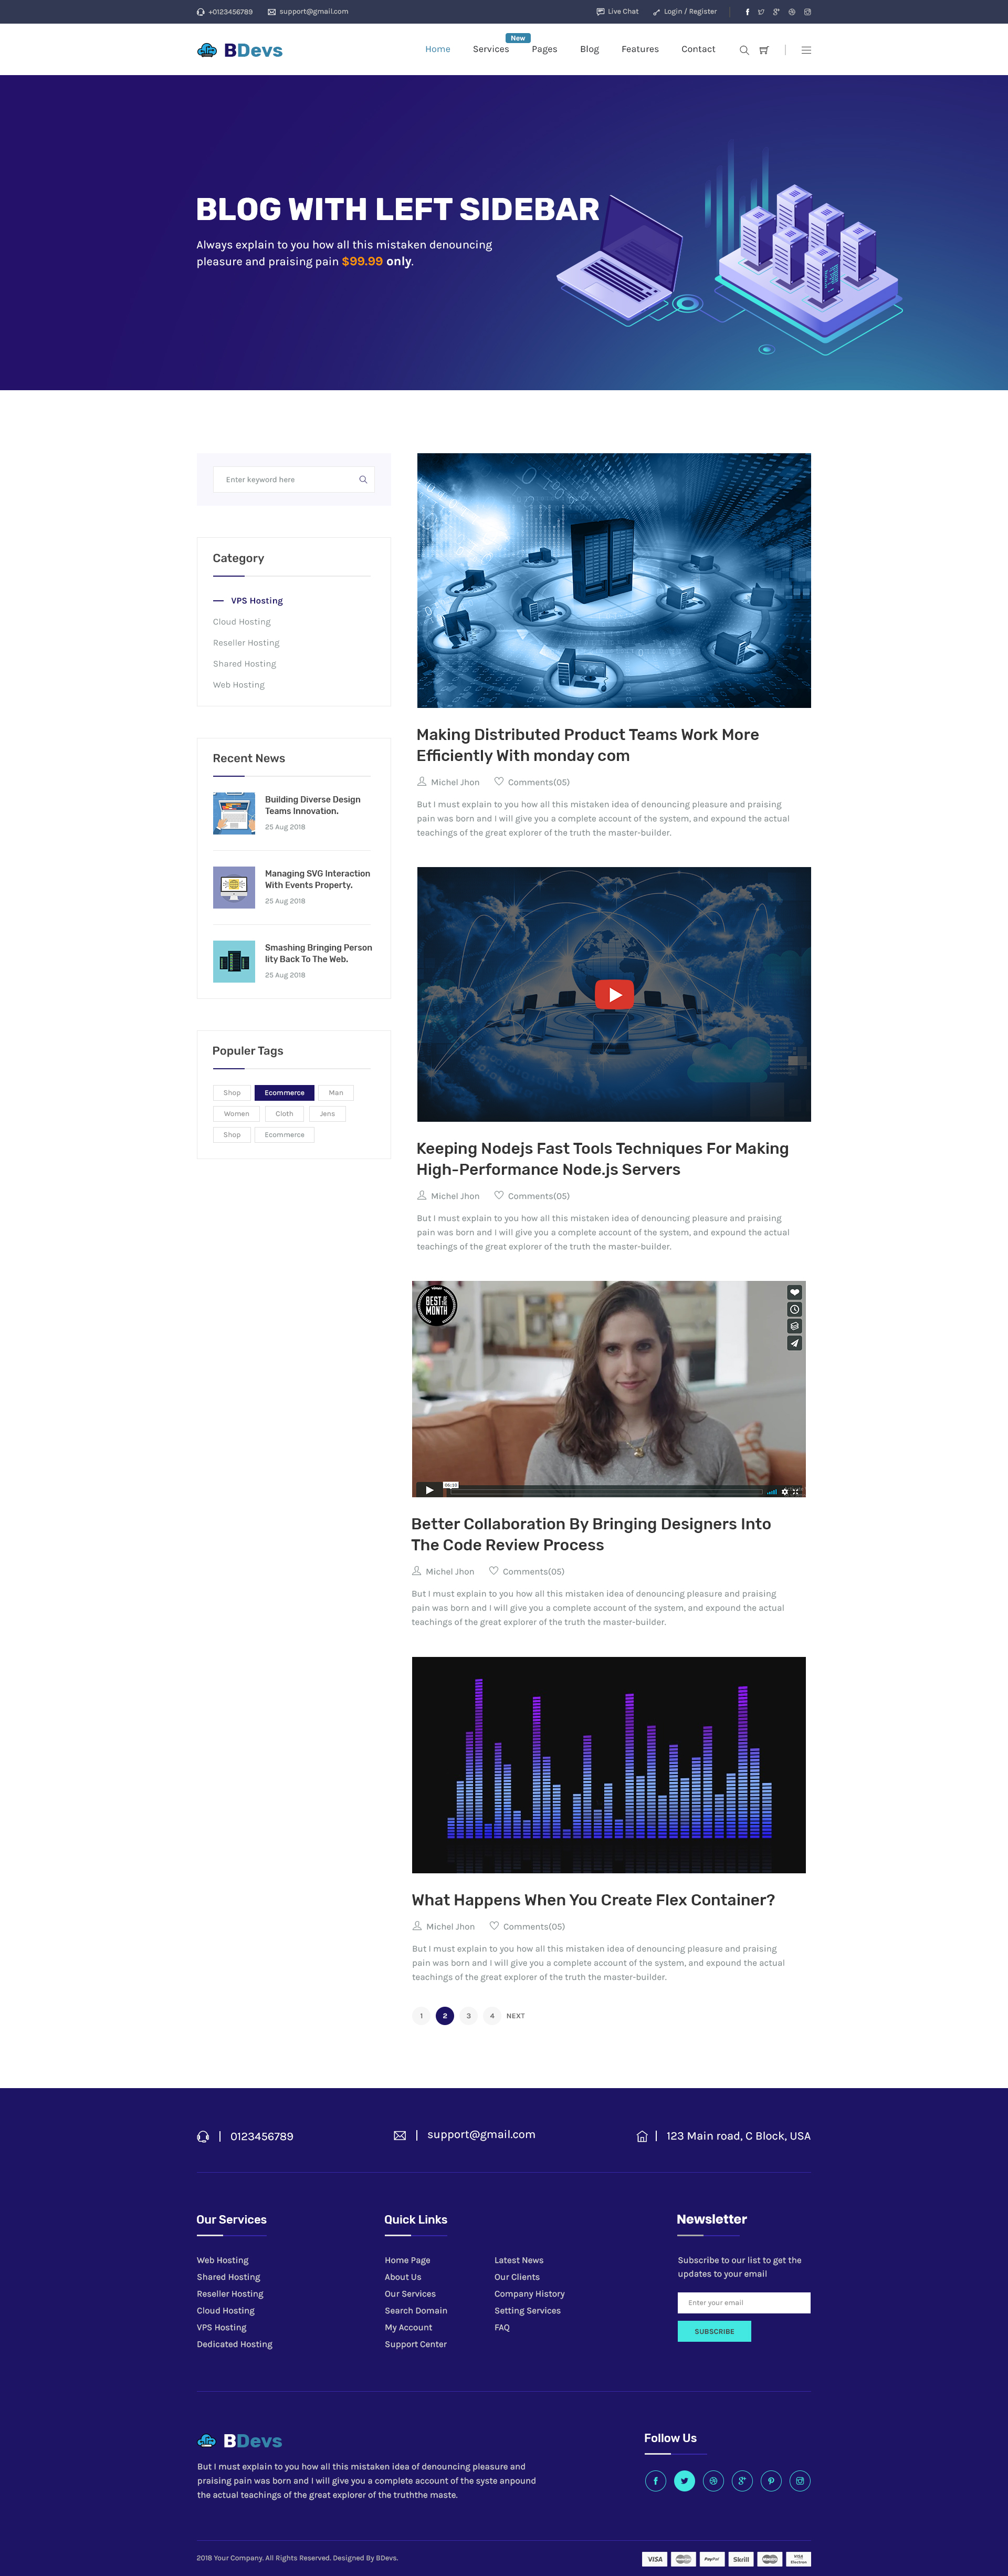 +0123456789 support@gmail.com Live Chat Login / Register
BDevs
New
Home Services Pages Blog Features Contact
BLOG WITH LEFT SIDEBAR
Always explain to you how all this mistaken denouncing
pleasure and praising pain $99.99 only.
Enter keyword here
Category
VPS Hosting
Cloud Hosting
Reseller Hosting
Shared Hosting
Web Hosting
Recent News
Building Diverse Design
Teams Innovation.
25 Aug 2018
Managing SVG Interaction
With Events Property.
25 Aug 2018
Smashing Bringing Person
lity Back To The Web.
25 Aug 2018
Populer Tags
Shop Ecommerce Man
Women Cloth Jens
Shop Ecommerce
Making Distributed Product Teams Work More
Efficiently With monday com
Michel Jhon Comments(05)
But I must explain to you how all this mistaken idea of denouncing pleasure and praising
pain was born and I will give you a complete account of the system, and expound the actual
teachings of the great explorer of the truth the master-builder.
Keeping Nodejs Fast Tools Techniques For Making
High-Performance Node.js Servers
Michel Jhon Comments(05)
But I must explain to you how all this mistaken idea of denouncing pleasure and praising
pain was born and I will give you a complete account of the system, and expound the actual
teachings of the great explorer of the truth the master-builder.
BEST OF THE
MONTH
Better Collaboration By Bringing Designers Into
The Code Review Process
Michel Jhon Comments(05)
But I must explain to you how all this mistaken idea of denouncing pleasure and praising
pain was born and I will give you a complete account of the system, and expound the actual
teachings of the great explorer of the truth the master-builder.
What Happens When You Create Flex Container?
Michel Jhon Comments(05)
But I must explain to you how all this mistaken idea of denouncing pleasure and praising
pain was born and I will give you a complete account of the system, and expound the actual
teachings of the great explorer of the truth the master-builder.
1 2 3 4 NEXT
0123456789 support@gmail.com 123 Main road, C Block, USA
Our Services
Web Hosting
Shared Hosting
Reseller Hosting
Cloud Hosting
VPS Hosting
Dedicated Hosting
Quick Links
Home Page
About Us
Our Services
Search Domain
My Account
Support Center
Latest News
Our Clients
Company History
Setting Services
FAQ
Newsletter
Subscribe to our list to get the
updates to your email
Enter your email
SUBSCRIBE
BDevs
But I must explain to you how all this mistaken idea of denouncing pleasure and
praising pain was born and I will give you a complete account of the syste anpound
the actual teachings of the great explorer of the truththe maste.
Follow Us
2018 Your Company. All Rights Reserved. Designed By BDevs.
VISA PayPal Skrill VISA
Electron